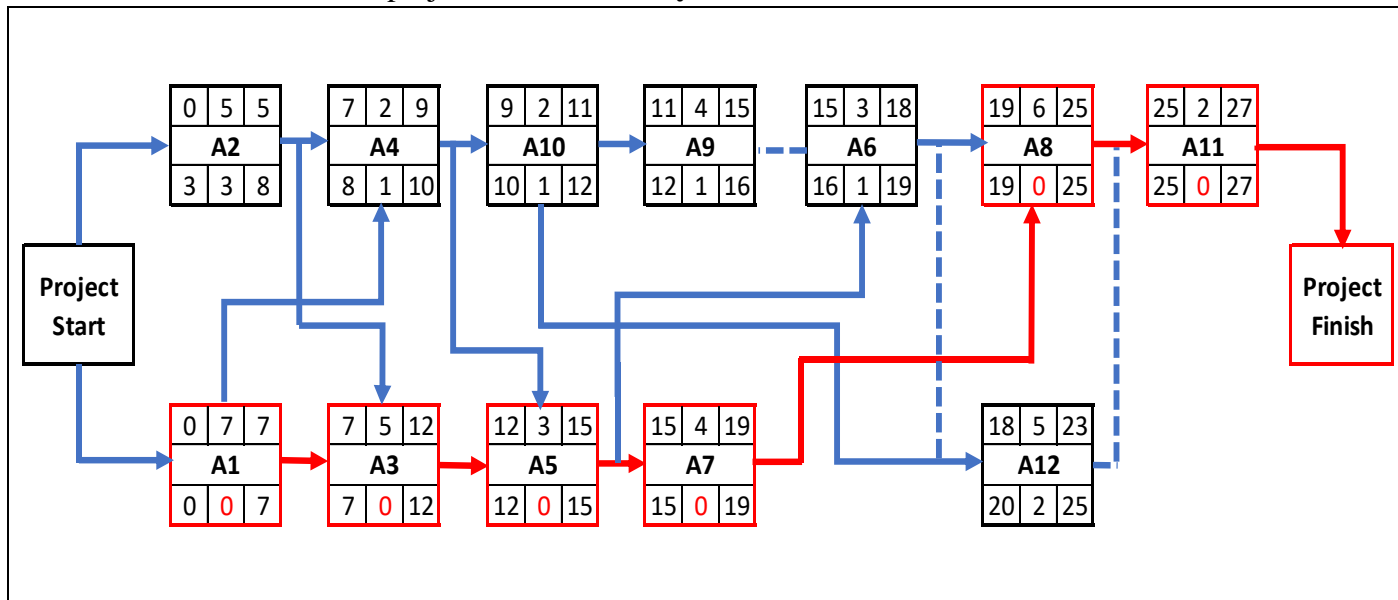 0 5 5 7 2 9 9 2 11 11 4 15 15 3 18 19 6 25 25 2 27
A2 A4 A10 A9 A6 A8 A11
3 3 8 8 1 10 10 1 12 12 1 16 16 1 19 19 0 25 25 0 27
Project Project
Start Finish
0 7 7 7 5 12 12 3 15 15 4 19 18 5 23
A1 A3 A5 A7 A12
0 0 7 7 0 12 12 0 15 15 0 19 20 2 25